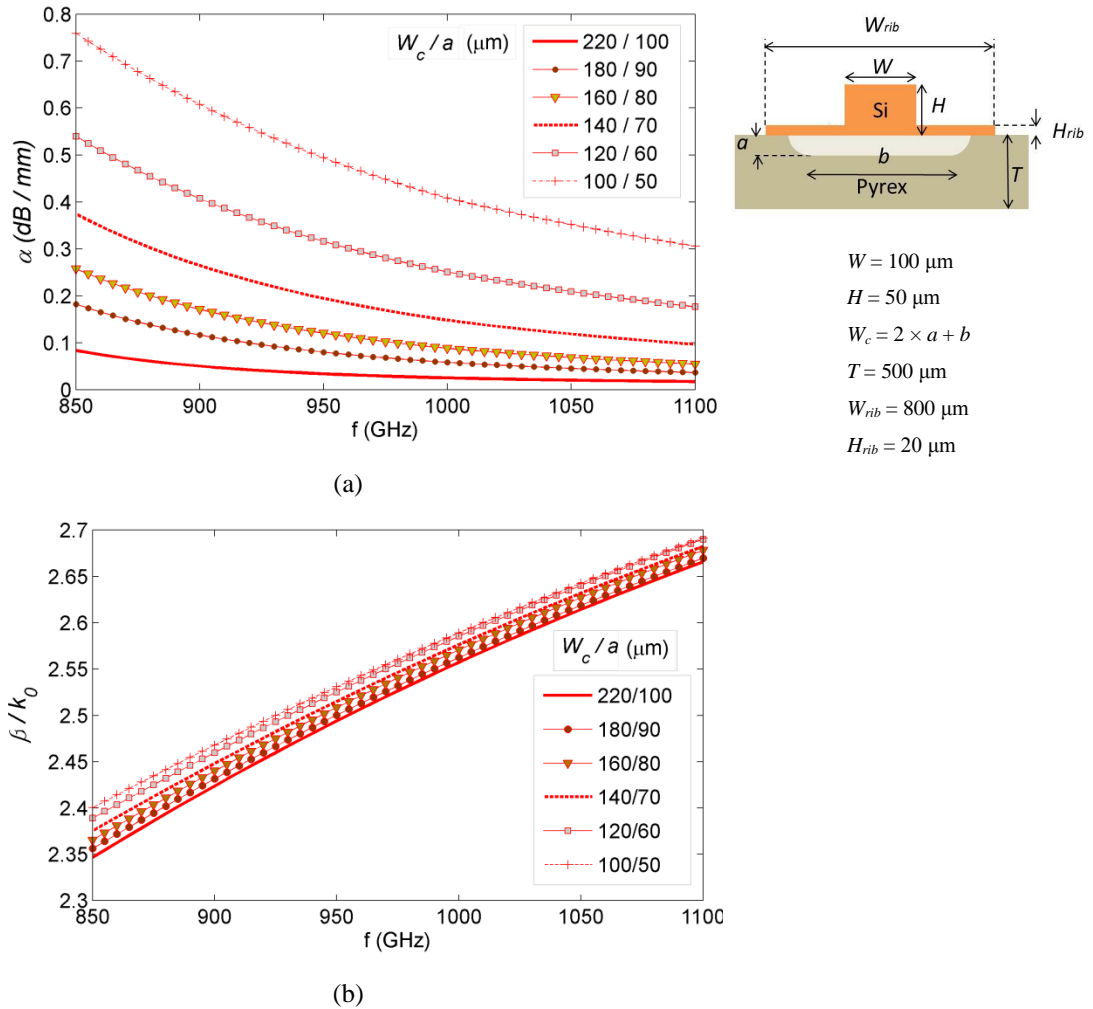 0.8
0.7
0.6
0.5
0.4
0.3
0.2
0.1
0
α (dB / mm)
W_c / a (μm)
220 / 100
180 / 90
160 / 80
140 / 70
120 / 60
100 / 50
850 900 950 1000 1050 1100
f (GHz)
(a)
W_rib
W
Si
H
H_rib
a
b
T
Pyrex
W = 100 μm
H = 50 μm
W_c = 2 × a + b
T = 500 μm
W_rib = 800 μm
H_rib = 20 μm
2.7
2.65
2.6
2.55
2.5
2.45
2.4
2.35
2.3
β / k_0
W_c / a (μm)
220/100
180/90
160/80
140/70
120/60
100/50
850 900 950 1000 1050 1100
f (GHz)
(b)